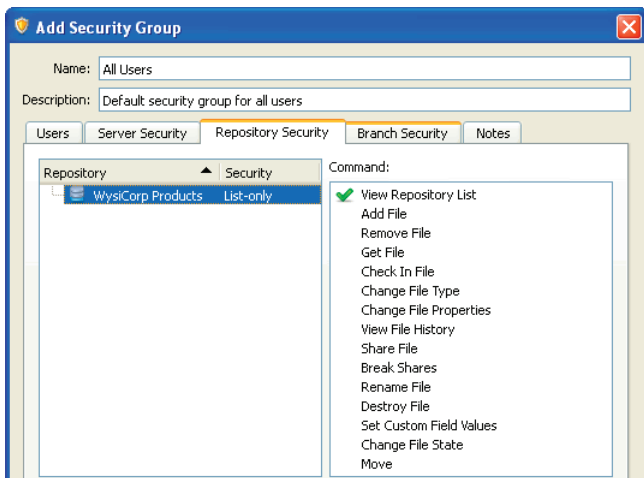 Add Security Group
Name: All Users
Description: Default security group for all users
Users Server Security Repository Security Branch Security Notes
Repository Security
WysiCorp Products List-only
Command:
View Repository List
Add File
Remove File
Get File
Check In File
Change File Type
Change File Properties
View File History
Share File
Break Shares
Rename File
Destroy File
Set Custom Field Values
Change File State
Move